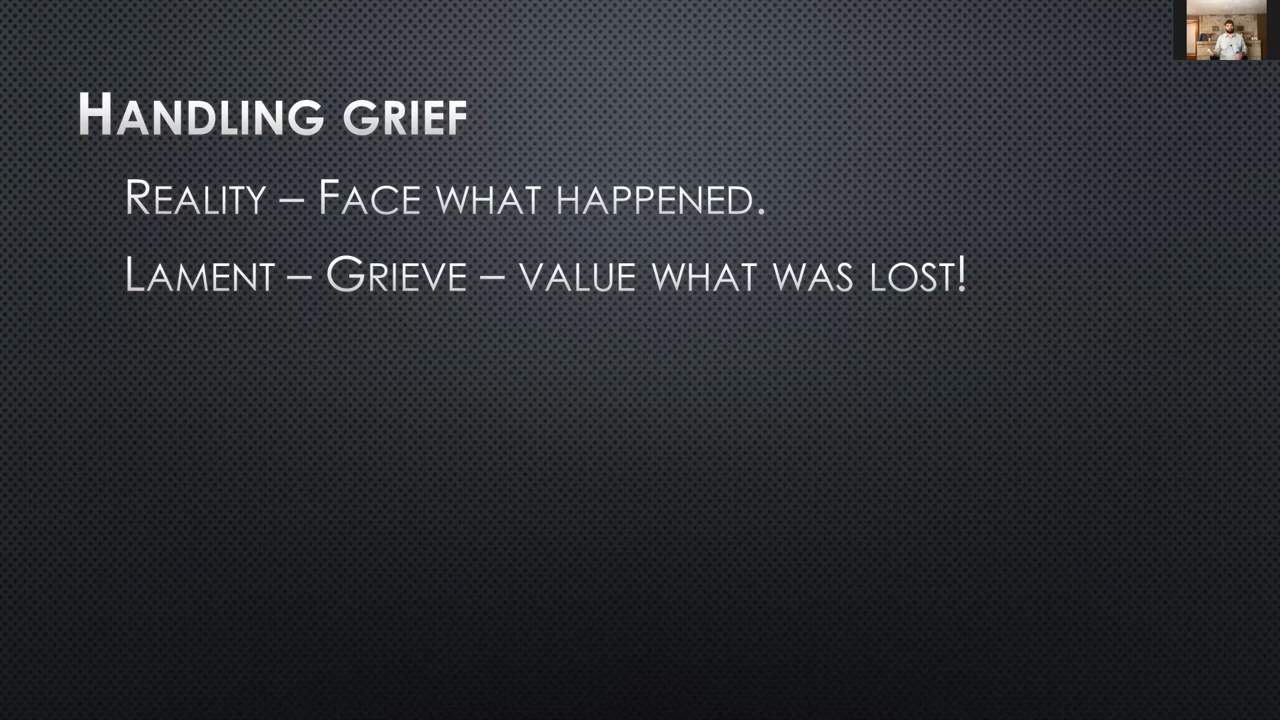 Handling grief
Reality – Face what happened.
Lament – Grieve – value what was lost!